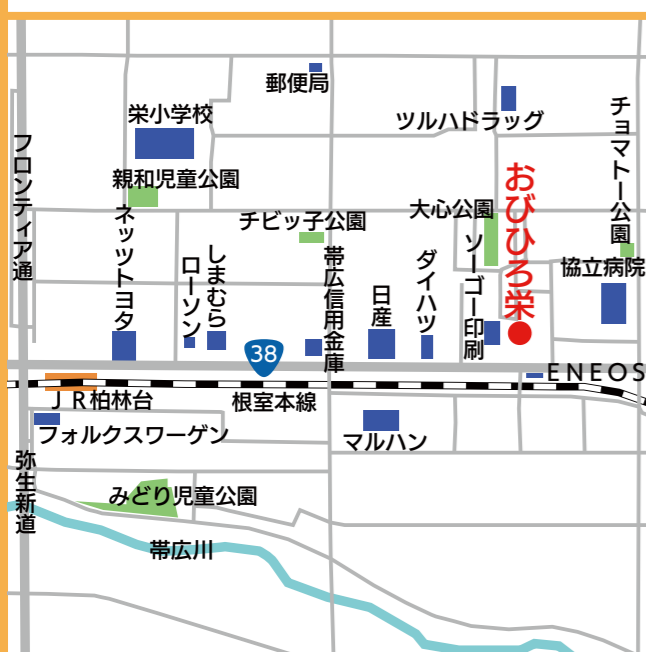 郵便局
栄小学校
ツルハドラッグ
チョマトー公園
フロンティア通
親和児童公園
おびひろ栄
ネッツトヨタ
チビッ子公園
大心公園
ソーゴー印刷
しまむら
ローソン
帯広信用金庫
日産
ダイハツ
協立病院
38
ENEOS
JR柏林台
根室本線
フォルクスワーゲン
マルハン
弥生新道
みどり児童公園
帯広川